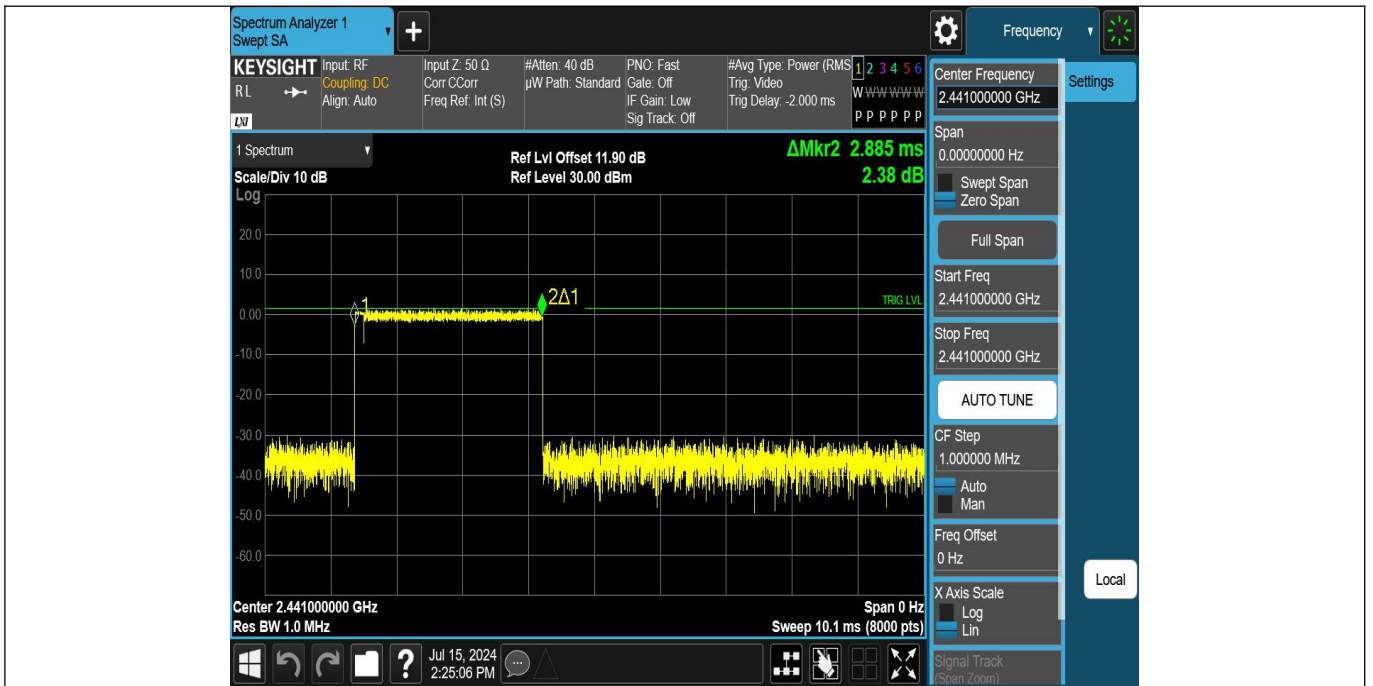 Spectrum Analyzer 1
Swept SA
+
Frequency
KEYSIGHT
RL
LXI
Input: RF
Coupling: DC
Align: Auto
Input Z: 50 Ω
Corr CCorr
Freq Ref: Int (S)
#Atten: 40 dB
µW Path: Standard
PNO: Fast
Gate: Off
IF Gain: Low
Sig Track: Off
#Avg Type: Power (RMS
Trig: Video
Trig Delay: -2.000 ms
1 2 3 4 5 6
W W W W W W
P P P P P P
1 Spectrum
Scale/Div 10 dB
Ref Lvl Offset 11.90 dB
Ref Level 30.00 dBm
ΔMkr2 2.885 ms
2.38 dB
Log
20.0
10.0
0.00
-10.0
-20.0
-30.0
-40.0
-50.0
-60.0
1
2Δ1
TRIG LVL
Center 2.441000000 GHz
Res BW 1.0 MHz
Span 0 Hz
Sweep 10.1 ms (8000 pts)
Jul 15, 2024
2:25:06 PM
Center Frequency
2.441000000 GHz
Settings
Span
0.00000000 Hz
Swept Span
Zero Span
Full Span
Start Freq
2.441000000 GHz
Stop Freq
2.441000000 GHz
AUTO TUNE
CF Step
1.000000 MHz
Auto
Man
Freq Offset
0 Hz
X Axis Scale
Log
Lin
Local
Signal Track
(Span Zoom)